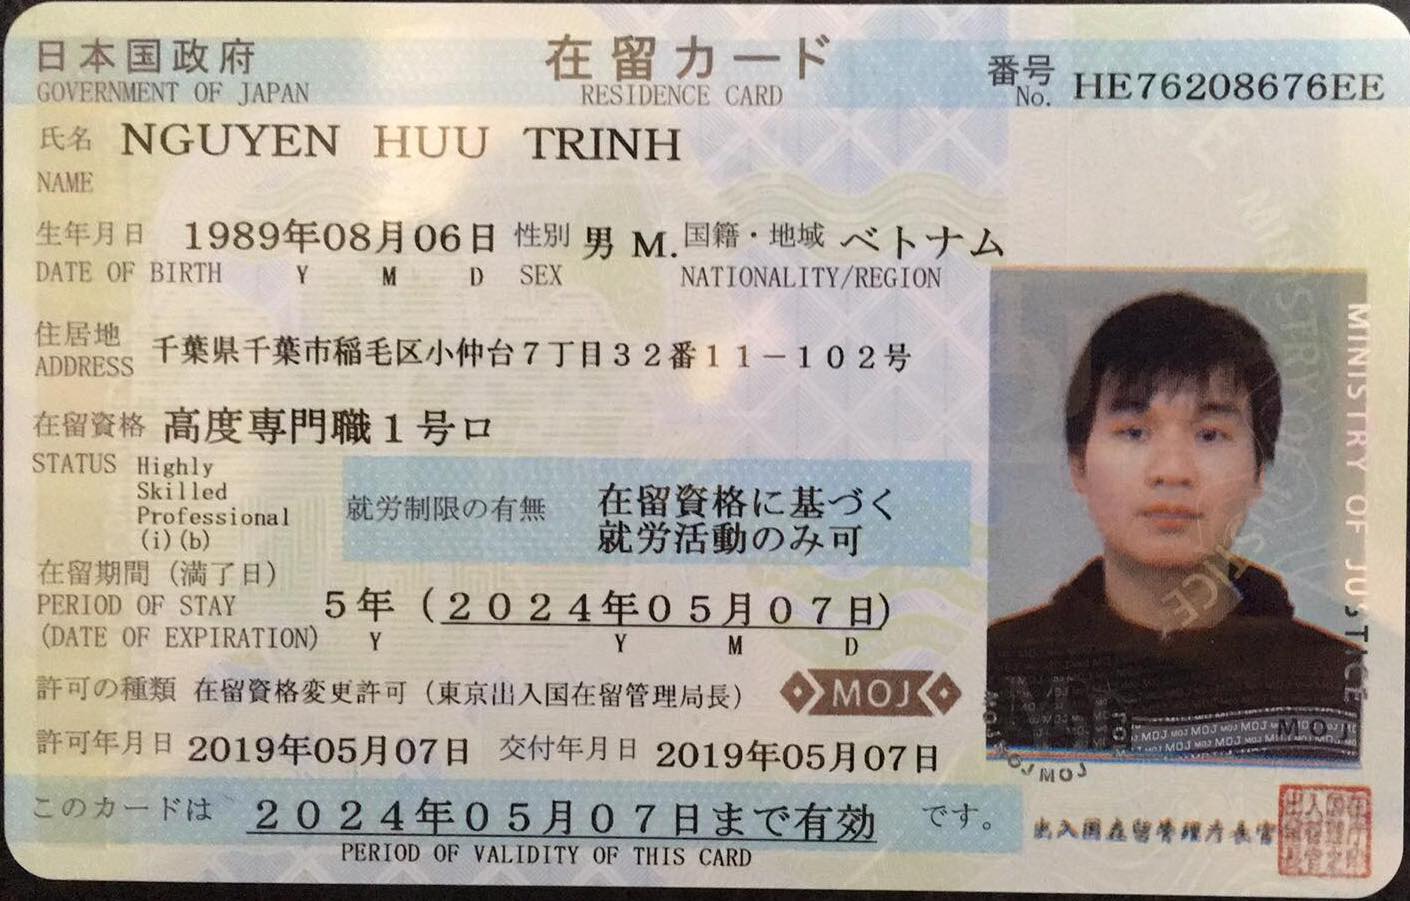 日本国政府 在留カード 番号 HE76208676EE
GOVERNMENT OF JAPAN RESIDENCE CARD No.
氏名 NGUYEN HUU TRINH
NAME
生年月日 1989年08月06日 性別 男 M. 国籍・地域 ベトナム
DATE OF BIRTH Y M D SEX NATIONALITY/REGION
住居地 千葉県千葉市稲毛区小仲台7丁目32番11-102号
ADDRESS
在留資格 高度専門職1号ロ
STATUS Highly
Skilled
Professional
(i)(b)
就労制限の有無 在留資格に基づく
就労活動のみ可
在留期間(満了日)
PERIOD OF STAY 5年(2024年05月07日)
(DATE OF EXPIRATION) Y Y M D
許可の種類 在留資格変更許可(東京出入国在留管理局長)
MOJ
許可年月日 2019年05月07日 交付年月日 2019年05月07日
このカードは 2024年05月07日まで有効 です。
PERIOD OF VALIDITY OF THIS CARD
MINISTRY OF JUSTICE
MOJ
出入国在留管理庁長官